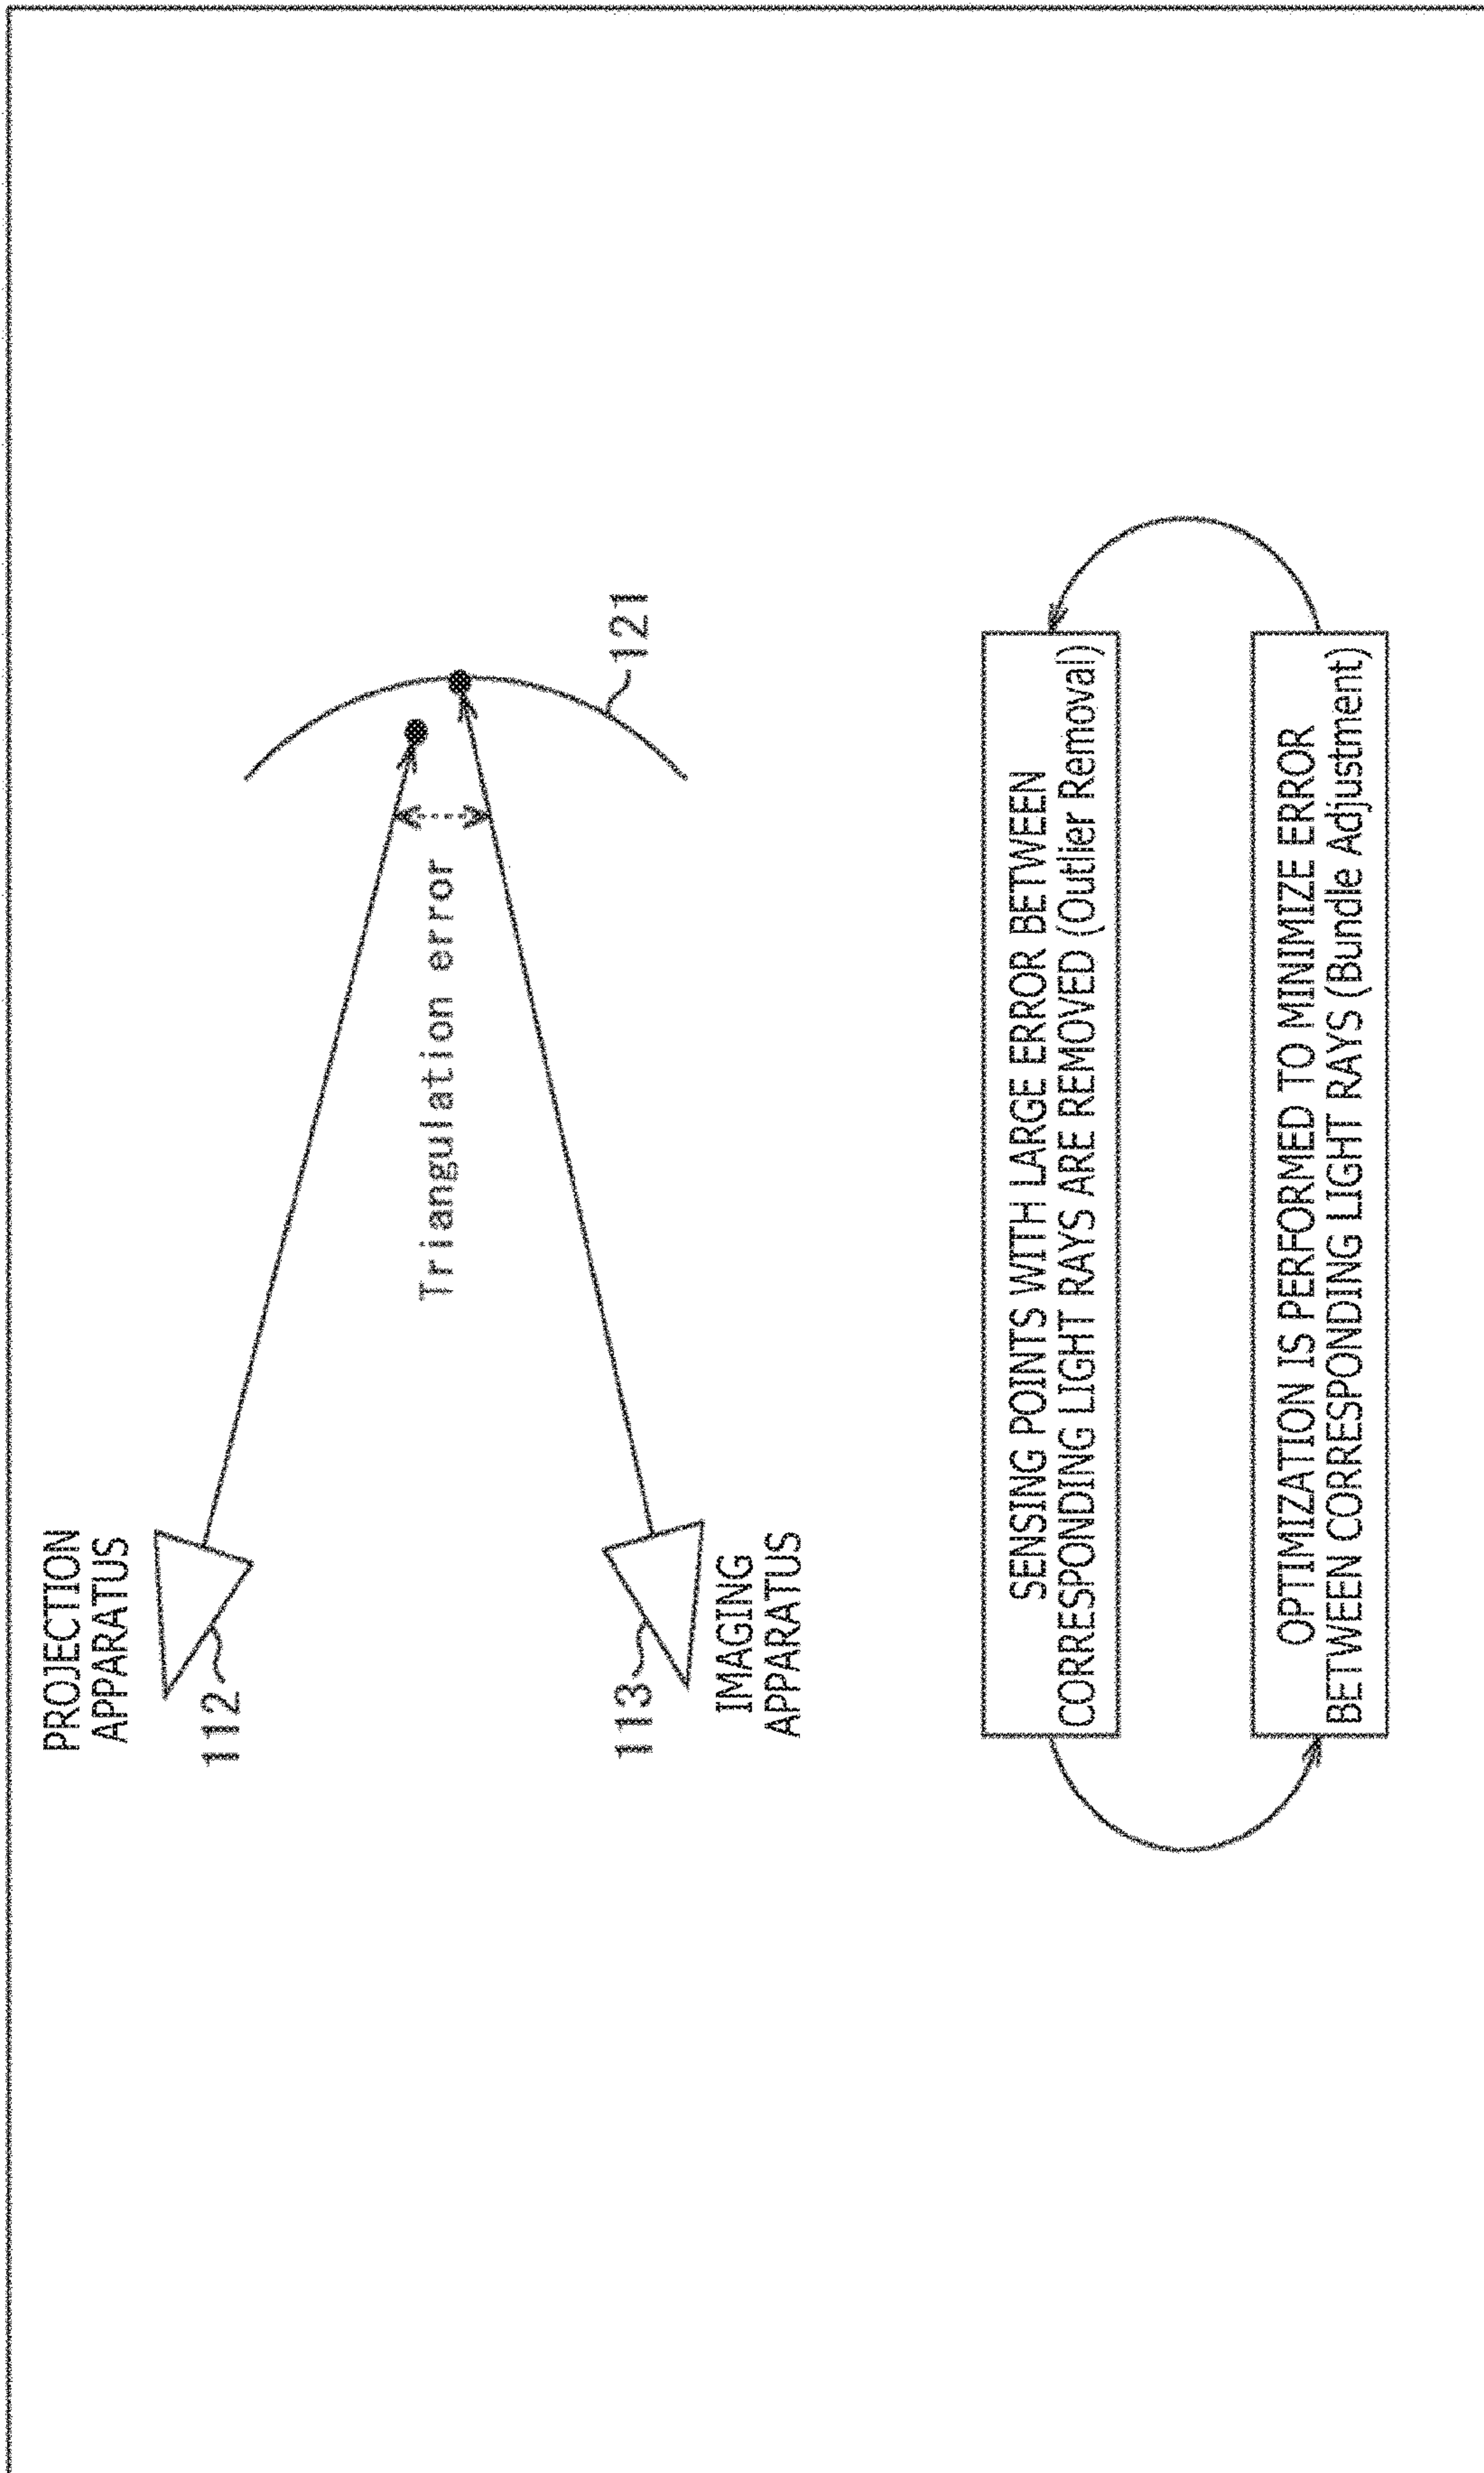 PROJECTION
APPARATUS
112
Triangulation error
121
113
IMAGING
APPARATUS
SENSING POINTS WITH LARGE ERROR BETWEEN
CORRESPONDING LIGHT RAYS ARE REMOVED (Outlier Removal)
OPTIMIZATION IS PERFORMED TO MINIMIZE ERROR
BETWEEN CORRESPONDING LIGHT RAYS (Bundle Adjustment)